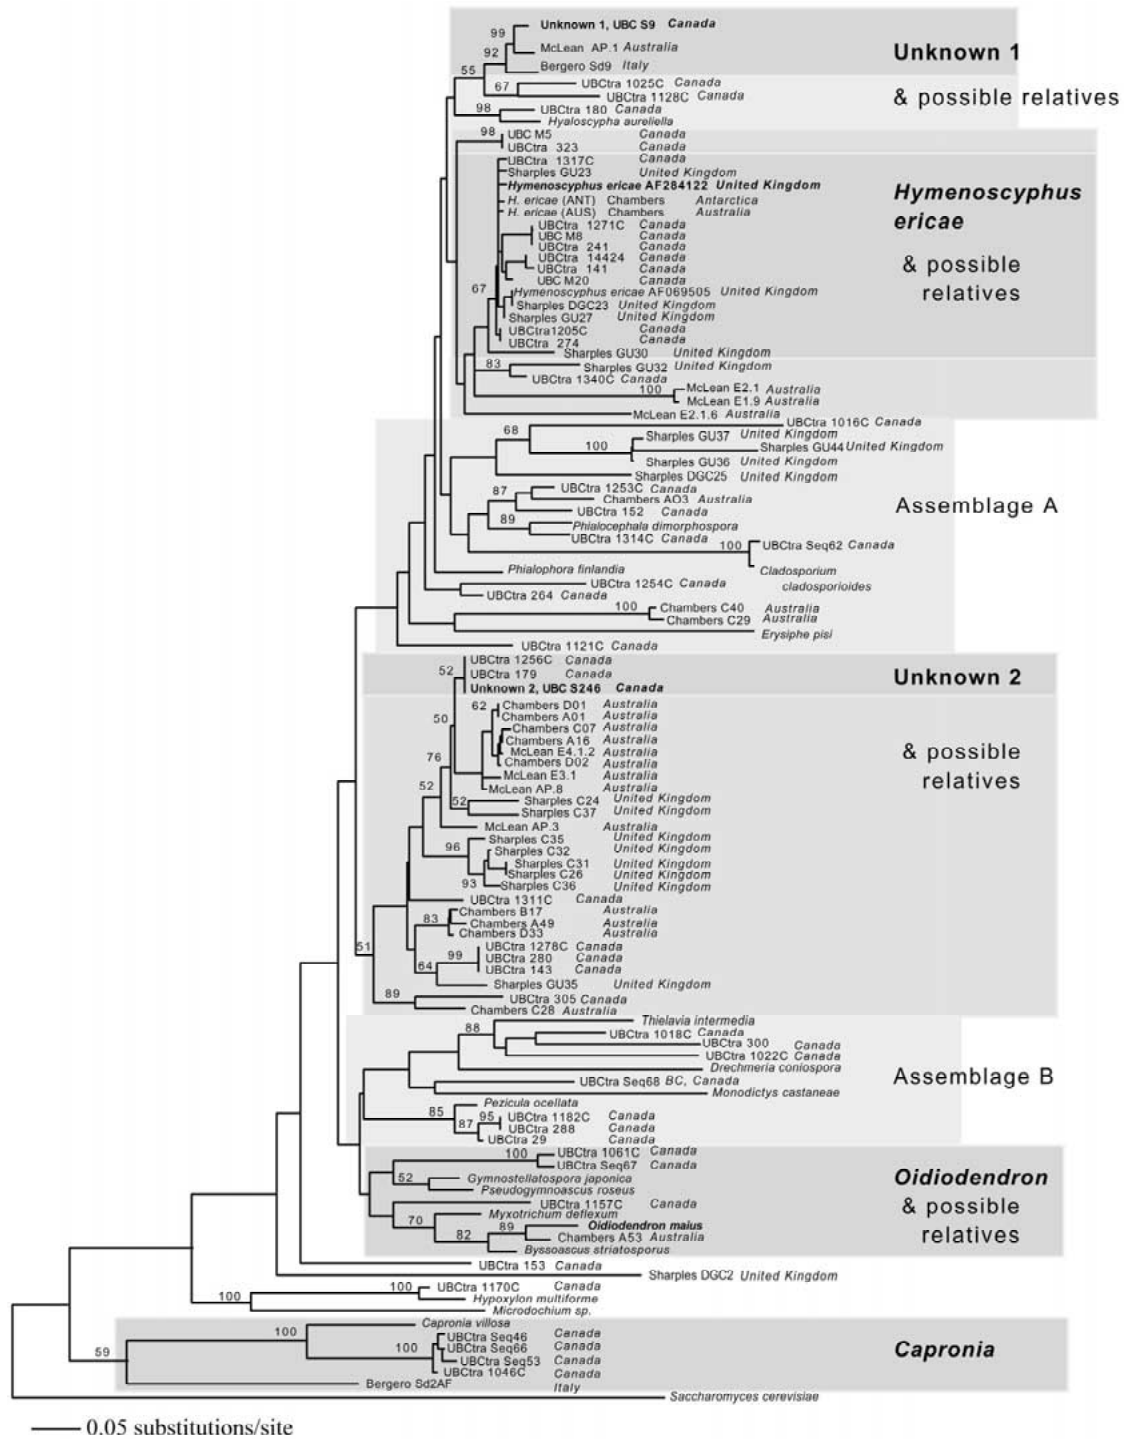 99
Unknown 1, UBC S9 Canada
92
McLean AP.1 Australia
Unknown 1
55
Bergero Sd9 Italy
67
UBCtra 1025C Canada
UBCtra 1128C Canada
& possible relatives
98
UBCtra 180 Canada
Hyaloscypha aureliella
98
UBC M5 Canada
UBCtra 323 Canada
UBCtra 1317C Canada
Sharples GU23 United Kingdom
Hymenoscyphus ericae AF284122 United Kingdom
Hymenoscyphus
ericae
H. ericae (ANT) Chambers Antarctica
H. ericae (AUS) Chambers Australia
UBCtra 1271C Canada
UBC M8 Canada
UBCtra 241 Canada
UBCtra 14424 Canada
& possible
relatives
UBCtra 141 Canada
UBC M20 Canada
67
Hymenoscyphus ericae AF069505 United Kingdom
Sharples DGC23 United Kingdom
Sharples GU27 United Kingdom
UBCtra1205C Canada
UBCtra 274 Canada
Sharples GU30 United Kingdom
83
Sharples GU32 United Kingdom
UBCtra 1340C Canada
100
McLean E2.1 Australia
McLean E1.9 Australia
McLean E2.1.6 Australia
UBCtra 1016C Canada
68
Sharples GU37 United Kingdom
100
Sharples GU44 United Kingdom
Sharples GU36 United Kingdom
Sharples DGC25 United Kingdom
87
UBCtra 1253C Canada
Chambers AO3 Australia
UBCtra 152 Canada
Assemblage A
89
Phialocephala dimorphospora
UBCtra 1314C Canada
100
UBCtra Seq62 Canada
Cladosporium
cladosporioides
Phialophora finlandia
UBCtra 1254C Canada
UBCtra 264 Canada
100
Chambers C40 Australia
Chambers C29 Australia
Erysiphe pisi
UBCtra 1121C Canada
52
UBCtra 1256C Canada
UBCtra 179 Canada
Unknown 2, UBC S246 Canada
Unknown 2
62
Chambers D01 Australia
Chambers A01 Australia
50
Chambers C07 Australia
Chambers A16 Australia
McLean E4.1.2 Australia
Chambers D02 Australia
& possible
relatives
76
McLean E3.1 Australia
52
McLean AP.8 Australia
52
Sharples C24 United Kingdom
Sharples C37 United Kingdom
McLean AP.3 Australia
Sharples C35 United Kingdom
96
Sharples C32 United Kingdom
Sharples C31 United Kingdom
Sharples C26 United Kingdom
93
Sharples C36 United Kingdom
UBCtra 1311C Canada
Chambers B17 Australia
83
Chambers A49 Australia
Chambers D33 Australia
51
UBCtra 1278C Canada
99
UBCtra 280 Canada
64
UBCtra 143 Canada
Sharples GU35 United Kingdom
89
UBCtra 305 Canada
Chambers C28 Australia
88
Thielavia intermedia
UBCtra 1018C Canada
UBCtra 300 Canada
UBCtra 1022C Canada
Drechmeria coniospora
Assemblage B
UBCtra Seq68 BC, Canada
Monodictys castaneae
85
Pezicula ocellata
95
UBCtra 1182C Canada
87
UBCtra 288 Canada
UBCtra 29 Canada
100
UBCtra 1061C Canada
UBCtra Seq67 Canada
52
Gymnostellatospora japonica
Pseudogymnoascus roseus
Oidiodendron
& possible
relatives
UBCtra 1157C Canada
70
Myxotrichum deflexum
89
Oidiodendron maius
82
Chambers A53 Australia
Byssoascus striatosporus
UBCtra 153 Canada
Sharples DGC2 United Kingdom
100
UBCtra 1170C Canada
100
Hypoxylon multiforme
Microdochium sp.
100
Capronia villosa
UBCtra Seq46 Canada
100
UBCtra Seq66 Canada
59
UBCtra Seq53 Canada
Capronia
UBCtra 1046C Canada
Bergero Sd2AF Italy
Saccharomyces cerevisiae
0.05 substitutions/site